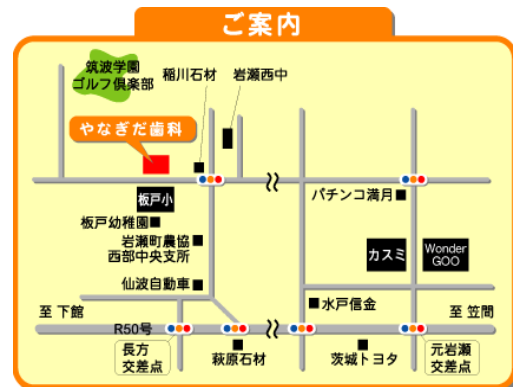 ご案内
筑波学園
ゴルフ倶楽部
稲川石材
岩瀬西中
やなぎだ歯科
板戸小
パチンコ満月
板戸幼稚園
岩瀬町農協
西部中央支所
カスミ
Wonder
GOO
仙波自動車
水戸信金
至 下館
至 笠間
R50号
長方
交差点
萩原石材
茨城トヨタ
元岩瀬
交差点